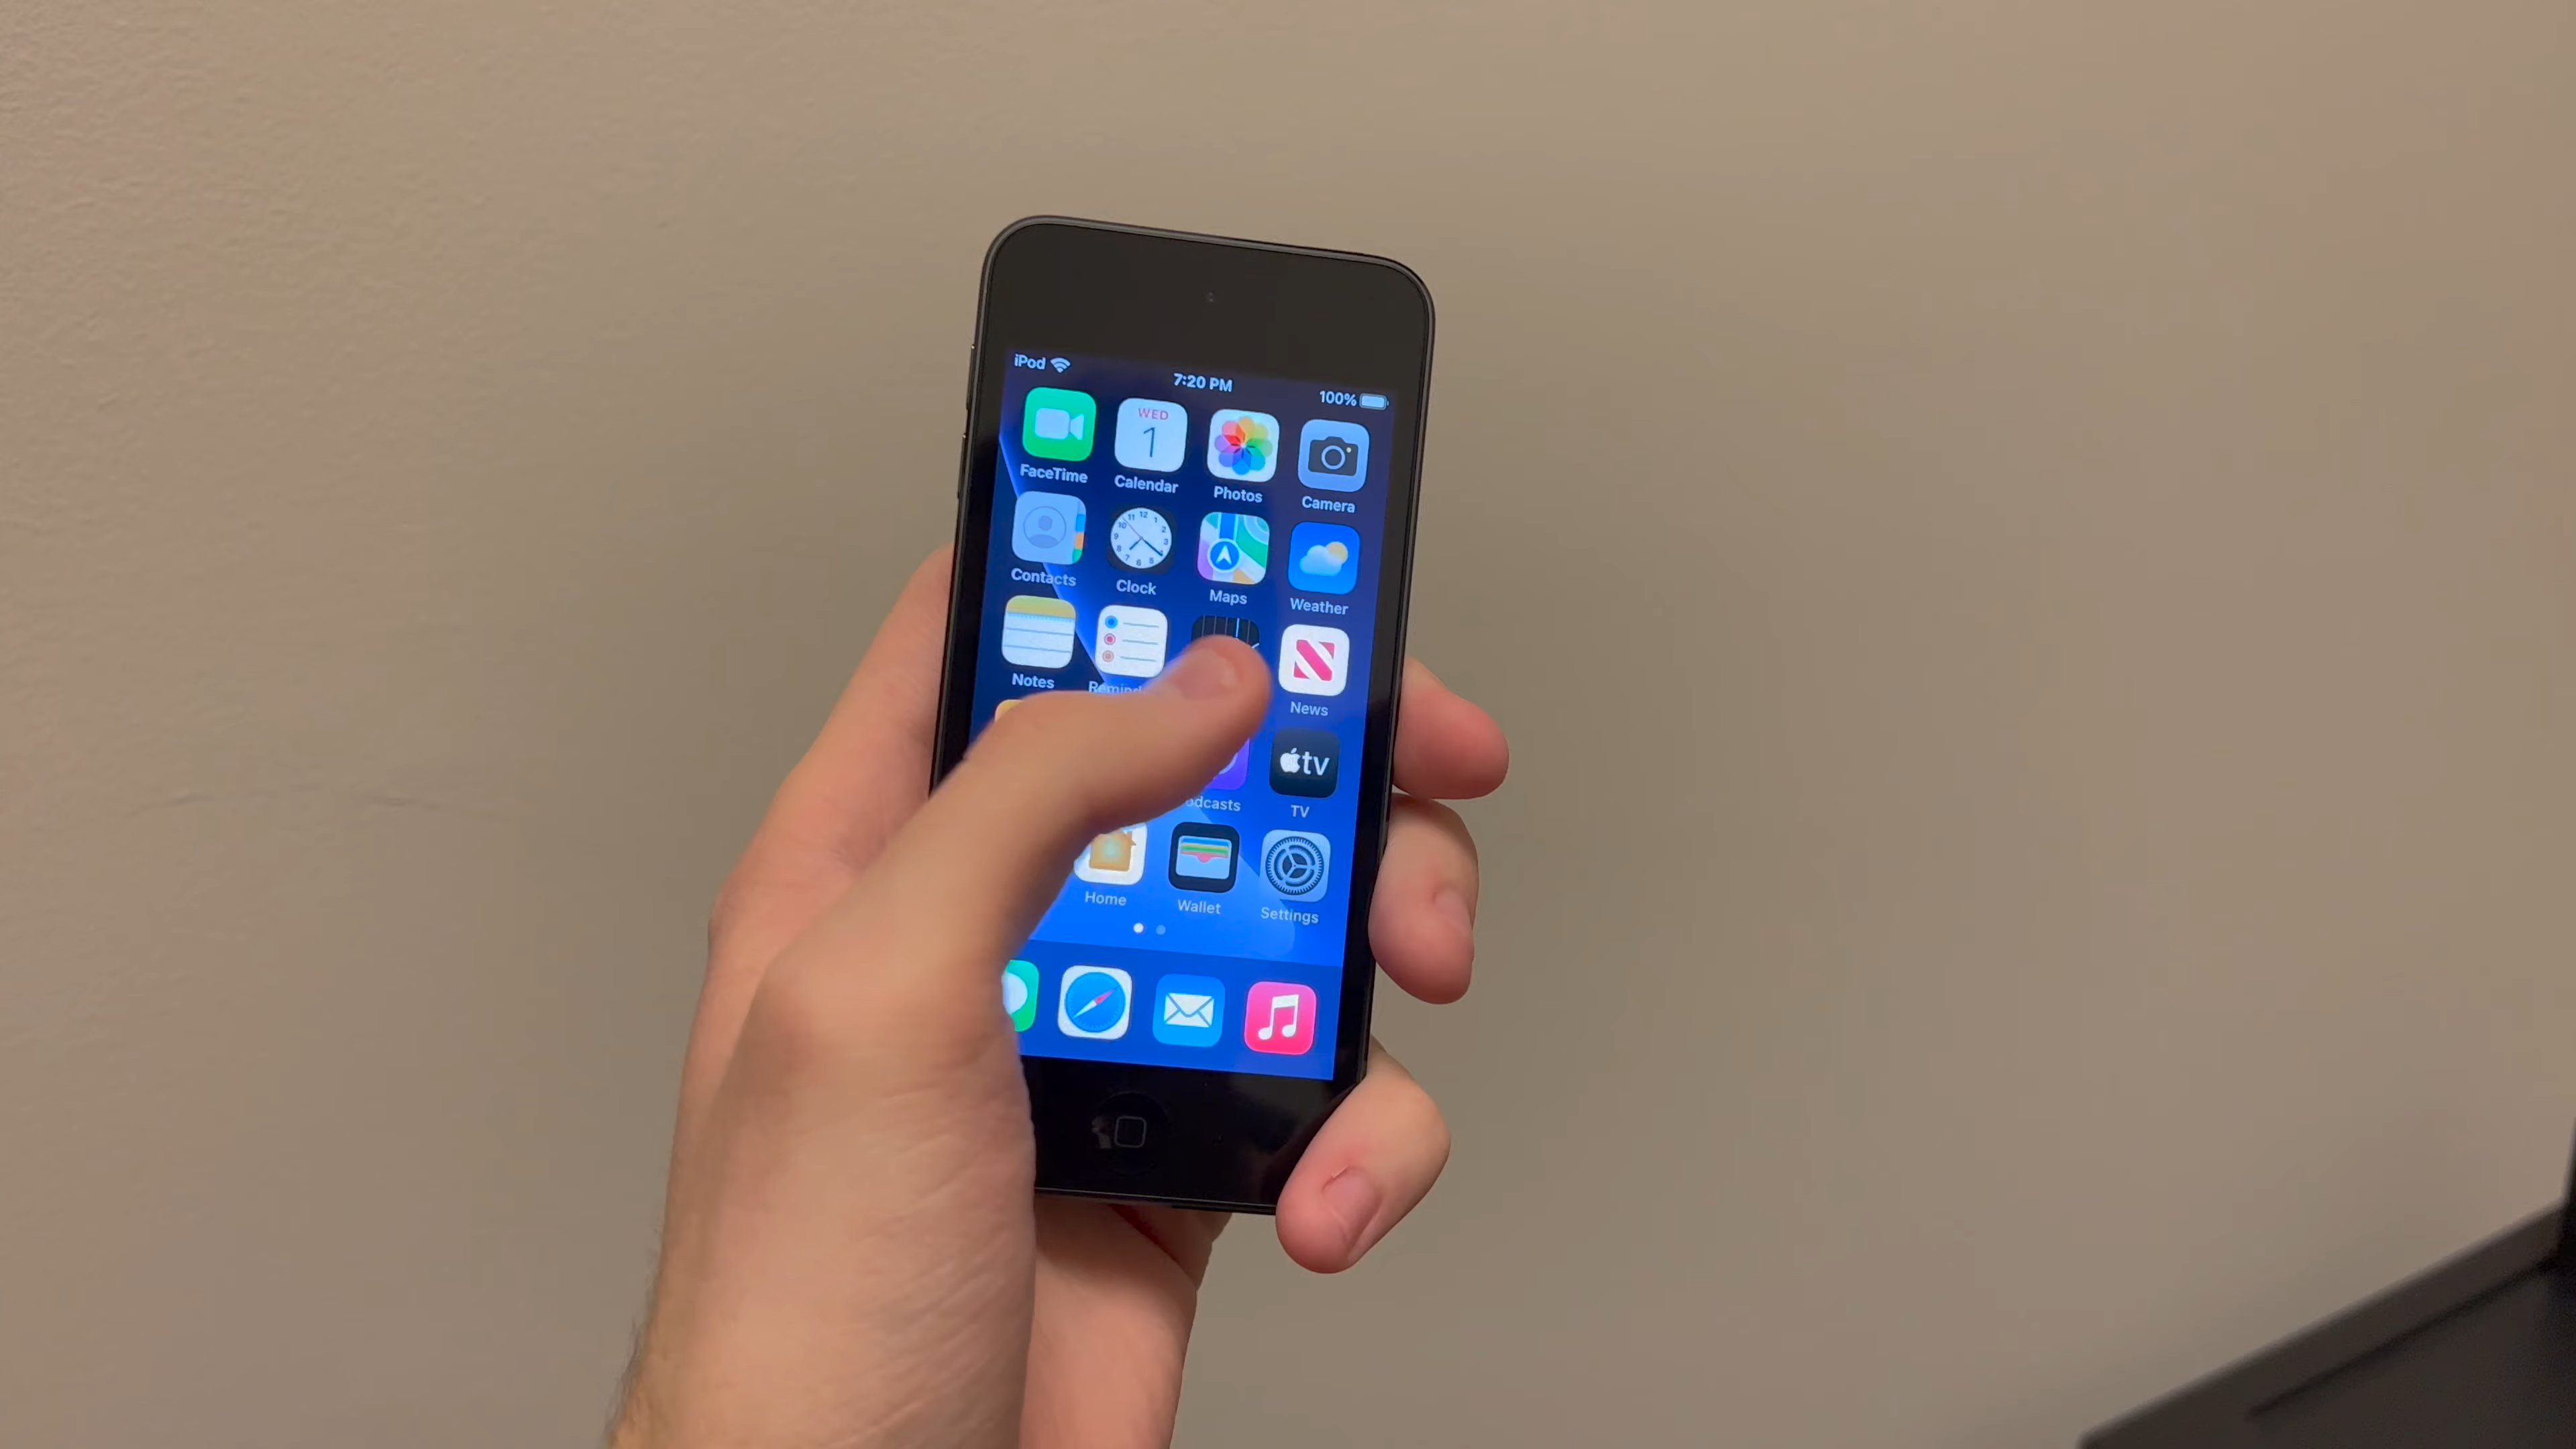 iPod 7:20 PM 100%
WED
1
FaceTime Calendar Photos Camera
Contacts Clock Maps Weather
Notes News
tv
TV
Home Wallet Settings